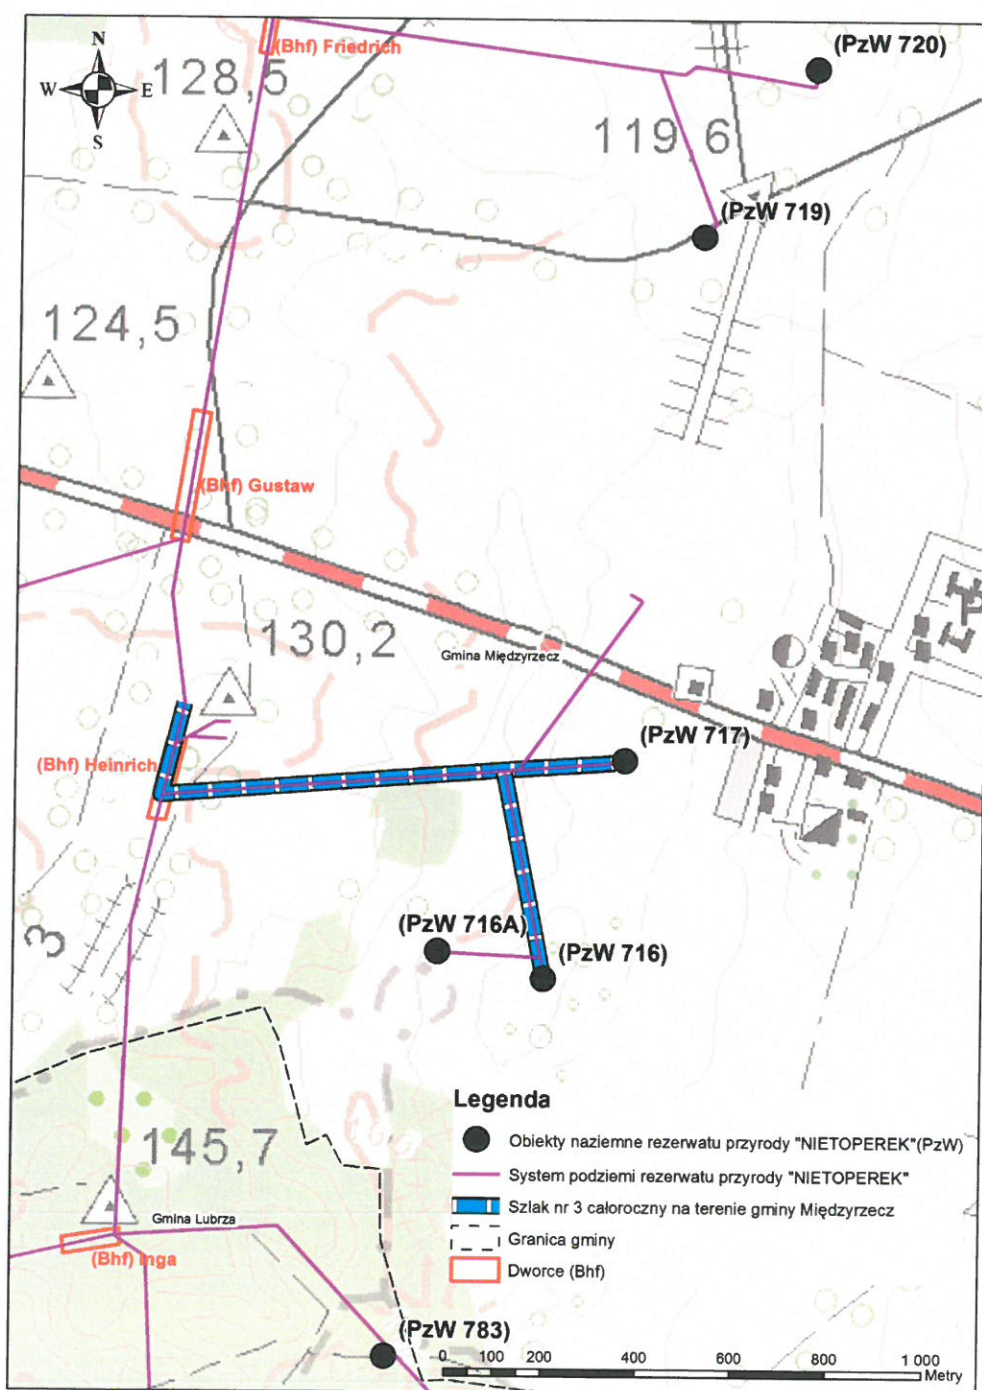 (Bhf) Friedrich
(PzW 720)
N
W E
S
128,5
119,6
(PzW 719)
124,5
(Bhf) Gustaw
130,2
Gmina Międzyrzecz
(PzW 717)
(Bhf) Heinrich
3
(PzW 716A)
(PzW 716)
Legenda
Obiekty naziemne rezerwatu przyrody "NIETOPEREK"(PzW)
145,7
System podziemi rezerwatu przyrody "NIETOPEREK"
Szlak nr 3 całoroczny na terenie gminy Międzyrzecz
Gmina Lubrza
Granica gminy
(Bhf) Inga
Dworce (Bhf)
(PzW 783)
0 100 200 400 600 800 1 000
Metry